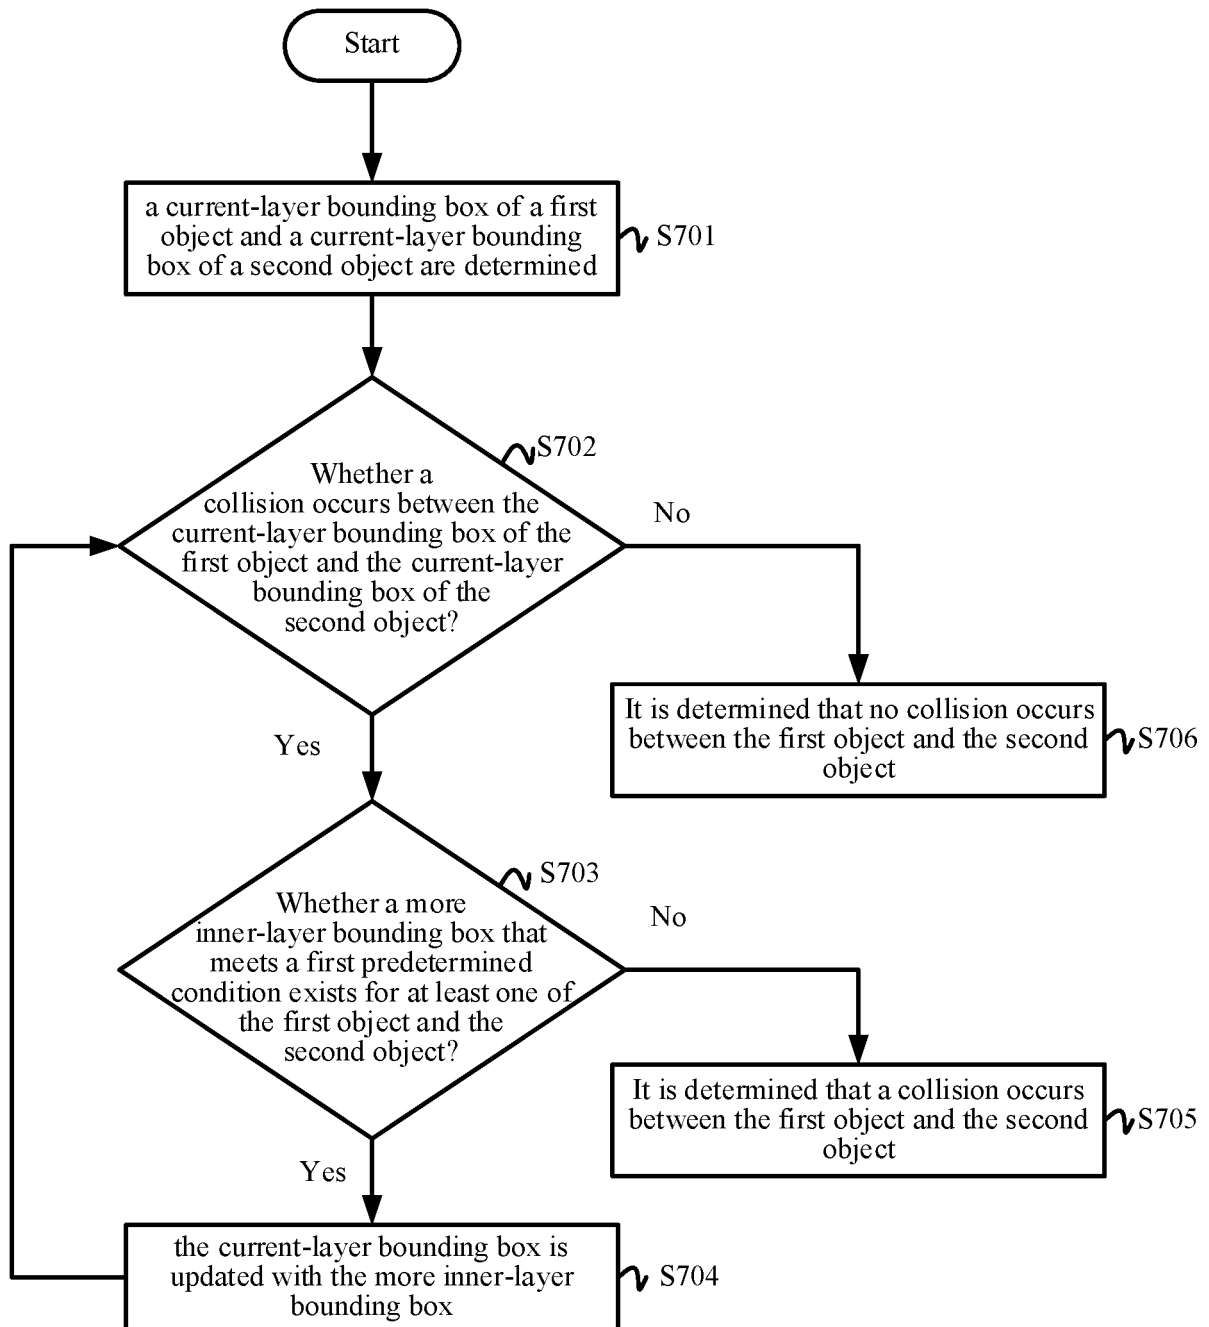 Start
a current-layer bounding box of a first
object and a current-layer bounding
box of a second object are determined
S701
S702
Whether a
collision occurs between the
current-layer bounding box of the
first object and the current-layer
bounding box of the
second object?
No
Yes
It is determined that no collision occurs
between the first object and the second
object
S706
S703
Whether a more
inner-layer bounding box that
meets a first predetermined
condition exists for at least one of
the first object and the
second object?
No
Yes
It is determined that a collision occurs
between the first object and the second
object
S705
the current-layer bounding box is
updated with the more inner-layer
bounding box
S704